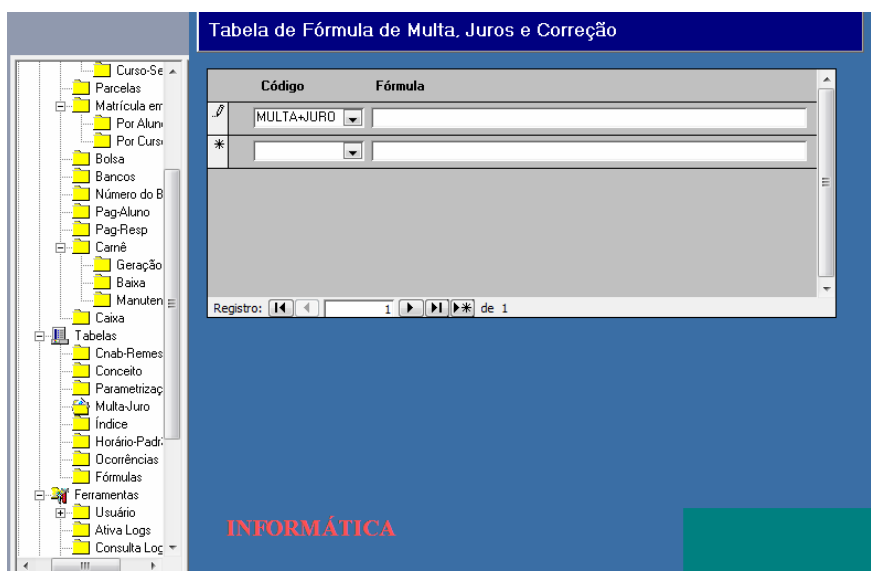 Tabela de Fórmula de Multa, Juros e Correção
Curso-Se
Parcelas
Matrícula em
Por Alun
Por Curs
Bolsa
Bancos
Número do B
Pag-Aluno
Pag-Resp
Carnê
Geração
Baixa
Manuten
Caixa
Tabelas
Cnab-Remes
Conceito
Parametrizaç
Multa-Juro
Índice
Horário-Padr
Ocorrências
Fórmulas
Ferramentas
Usuário
Ativa Logs
Consulta Log
Código Fórmula
MULTA+JURO
Registro: 1 de 1
INFORMÁTICA